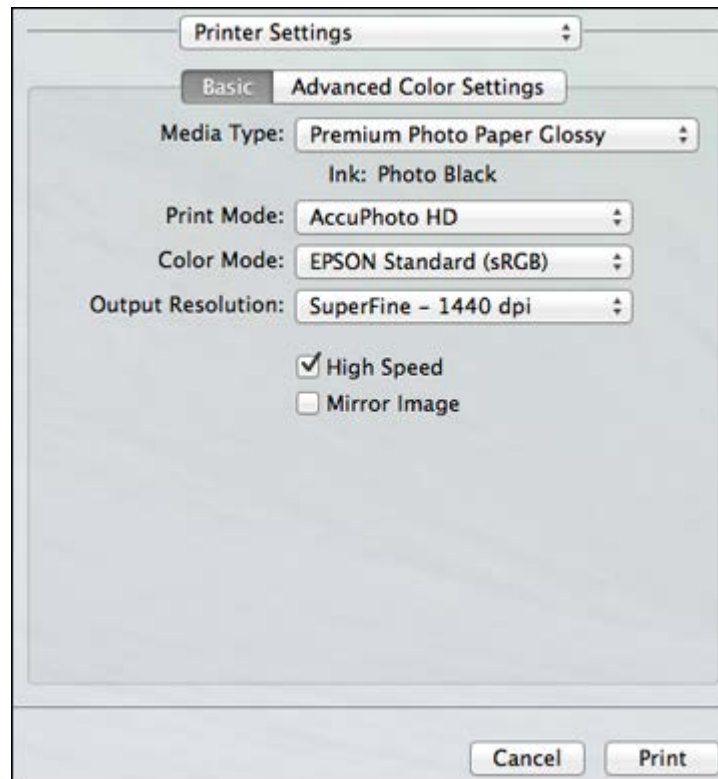 Printer Settings
Basic Advanced Color Settings
Media Type: Premium Photo Paper Glossy
Ink: Photo Black
Print Mode: AccuPhoto HD
Color Mode: EPSON Standard (sRGB)
Output Resolution: SuperFine – 1440 dpi
High Speed
Mirror Image
Cancel Print